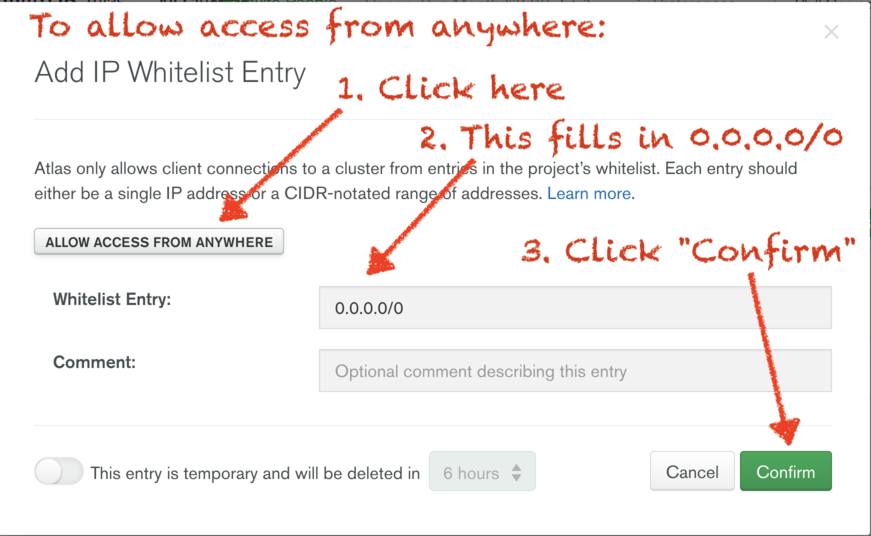 To allow access from anywhere:
Add IP Whitelist Entry
1. Click here
2. This fills in 0.0.0.0/0
Atlas only allows client connections to a cluster from entries in the project's whitelist. Each entry should
either be a single IP address or a CIDR-notated range of addresses. Learn more.
ALLOW ACCESS FROM ANYWHERE
3. Click "Confirm"
Whitelist Entry:
0.0.0.0/0
Comment:
Optional comment describing this entry
This entry is temporary and will be deleted in
6 hours
Cancel
Confirm